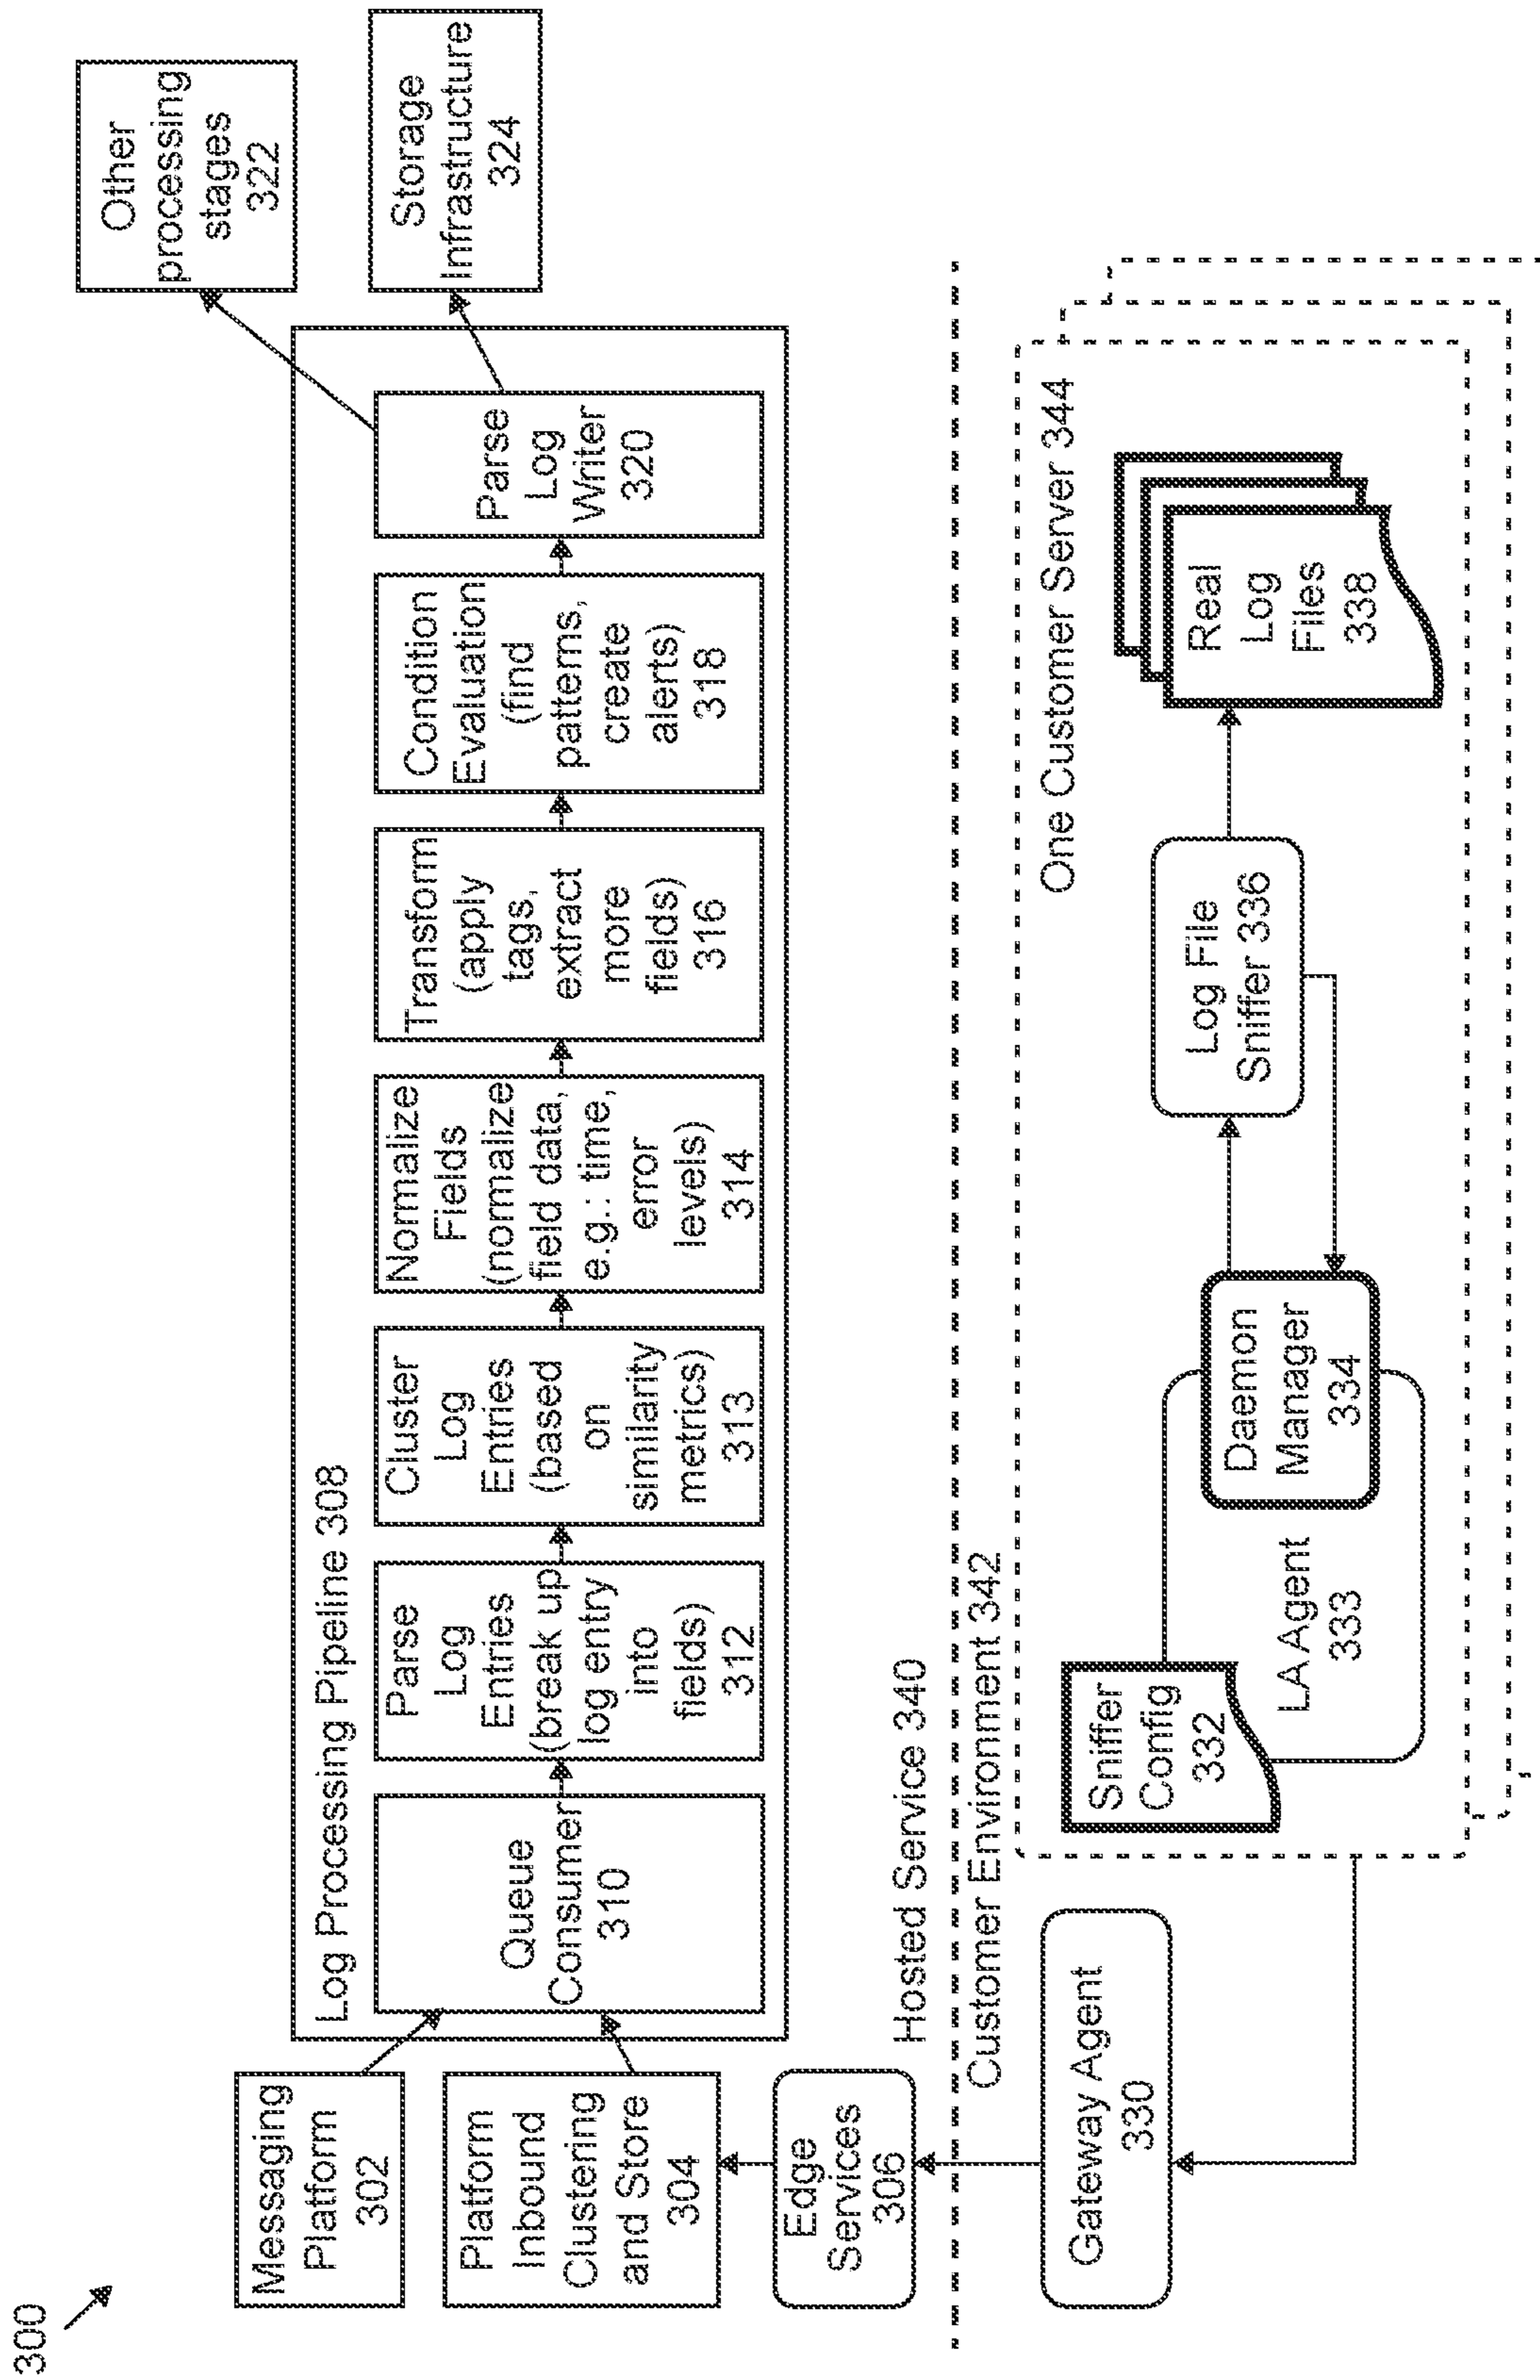 300
Messaging
Platform
302
Platform
Inbound
Clustering
and Store
304
Edge
Services
306
Log Processing Pipeline 308
Queue
Consumer
310
Parse
Log
Entries
(break up
log entry
into
fields)
312
Cluster
Log
Entries
(based
on
similarity
metrics)
313
Normalize
Fields
(normalize
field data,
e.g.: time,
error
levels)
314
Transform
(apply
tags,
extract
more
fields)
316
Condition
Evaluation
(find
patterns,
create
alerts)
318
Parse
Log
Writer
320
Other
processing
stages
322
Storage
Infrastructure
324
Hosted Service 340
Customer Environment 342
Gateway Agent
330
One Customer Server 344
Sniffer
Config
332
LA Agent
333
Daemon
Manager
334
Log File
Sniffer 336
Real
Log
Files
338